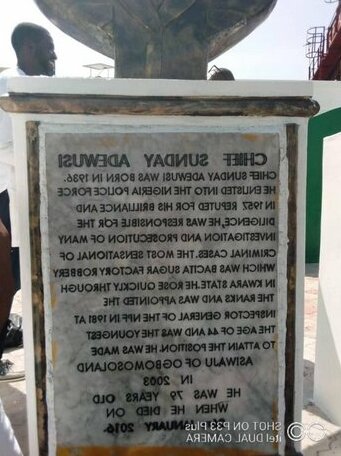 CHIEF SUNDAY ADEWUSI
CHIEF SUNDAY ADEWUSI WAS BORN IN 1936.
HE ENLISTED INTO THE NIGERIA POLICE FORCE
IN 1957. REPUTED FOR HIS BRILLIANCE AND
DILIGENCE, HE WAS RESPONSIBLE FOR THE
INVESTIGATION AND PROSECUTION OF MANY
CRIMINAL CASES. THE MOST SENSATIONAL OF
WHICH WAS BACITA SUGAR FACTORY ROBBERY
IN KWARA STATE. HE ROSE QUICKLY THROUGH
THE RANKS AND WAS APPOINTED THE
INSPECTOR GENERAL OF THE NPF IN 1981 AT
THE AGE OF 44 AND WAS THE YOUNGEST
TO ATTAIN THE POSITION. HE WAS MADE
ASIWAJU OF OGBOMOSOLAND
IN 2003
HE WAS 79 YEARS OLD
WHEN HE DIED ON
JANUARY 2016.
SHOT ON P33 PLUS
itel DUAL CAMERA